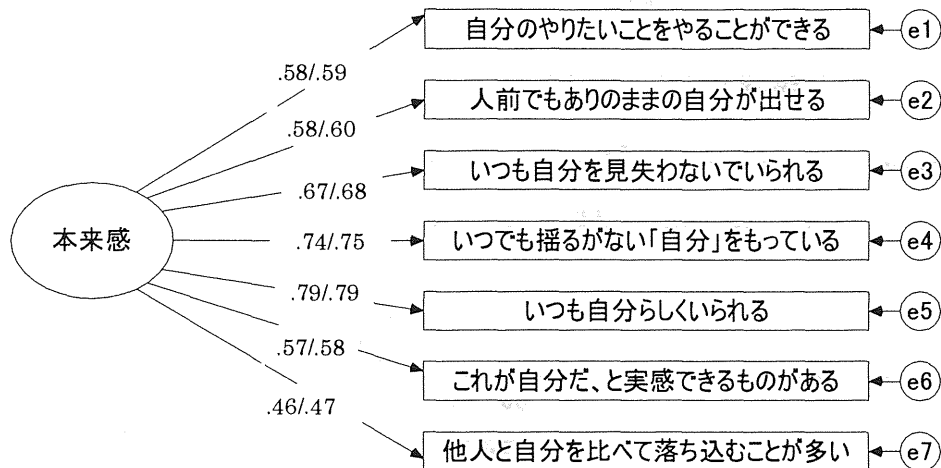 自分のやりたいことをやることができる
e1
.58/.59
人前でもありのままの自分が出せる
e2
.58/.60
いつも自分を見失わないでいられる
e3
.67/.68
本来感
.74/.75
いつでも揺るがない「自分」をもっている
e4
.79/.79
いつも自分らしくいられる
e5
.57/.58
これが自分だ、と実感できるものがある
e6
.46/.47
他人と自分を比べて落ち込むことが多い
e7